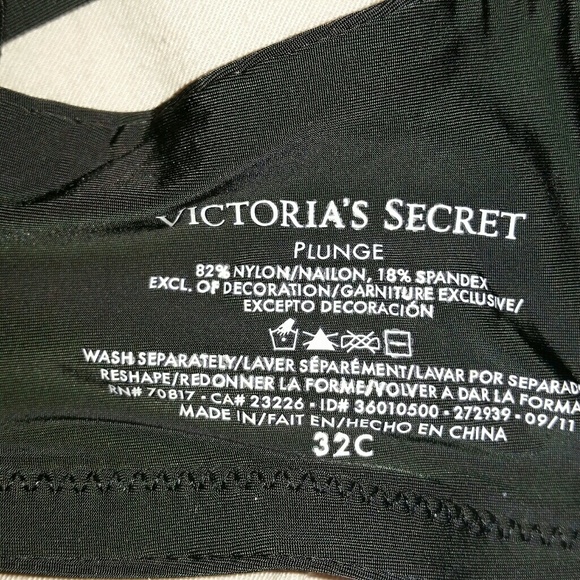 VICTORIA'S SECRET
PLUNGE
82% NYLON/NAILON, 18% SPANDEX
EXCL. OF DECORATION/GARNITURE EXCLUSIVE/
EXCEPTO DECORACIÓN
WASH SEPARATELY/LAVER SÉPARÉMENT/LAVAR POR SEPARAD
RESHAPE/REDONNER LA FORME/VOLVER A DAR LA FORMA
RN# 70817 - CA# 23226 - ID# 36010500 - 272939 - 09/11
MADE IN/FAIT EN/HECHO EN CHINA
32C